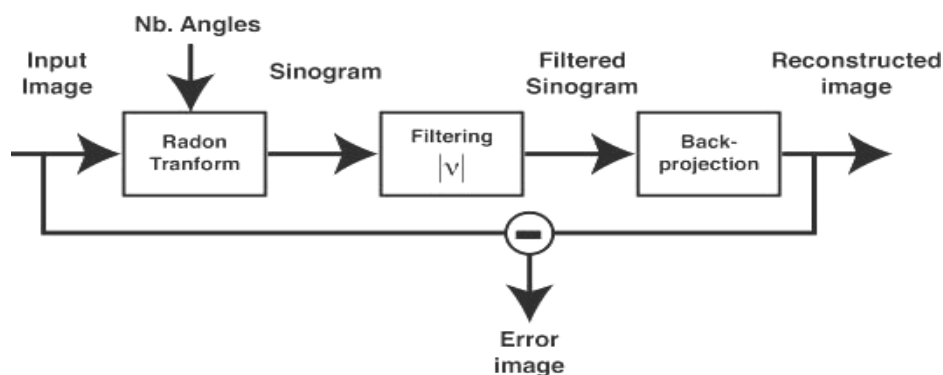 Nb. Angles
Input
Image
Sinogram
Filtered
Sinogram
Reconstructed
image
Radon
Tranform
Filtering
|ν|
Back-
projection
Error
image